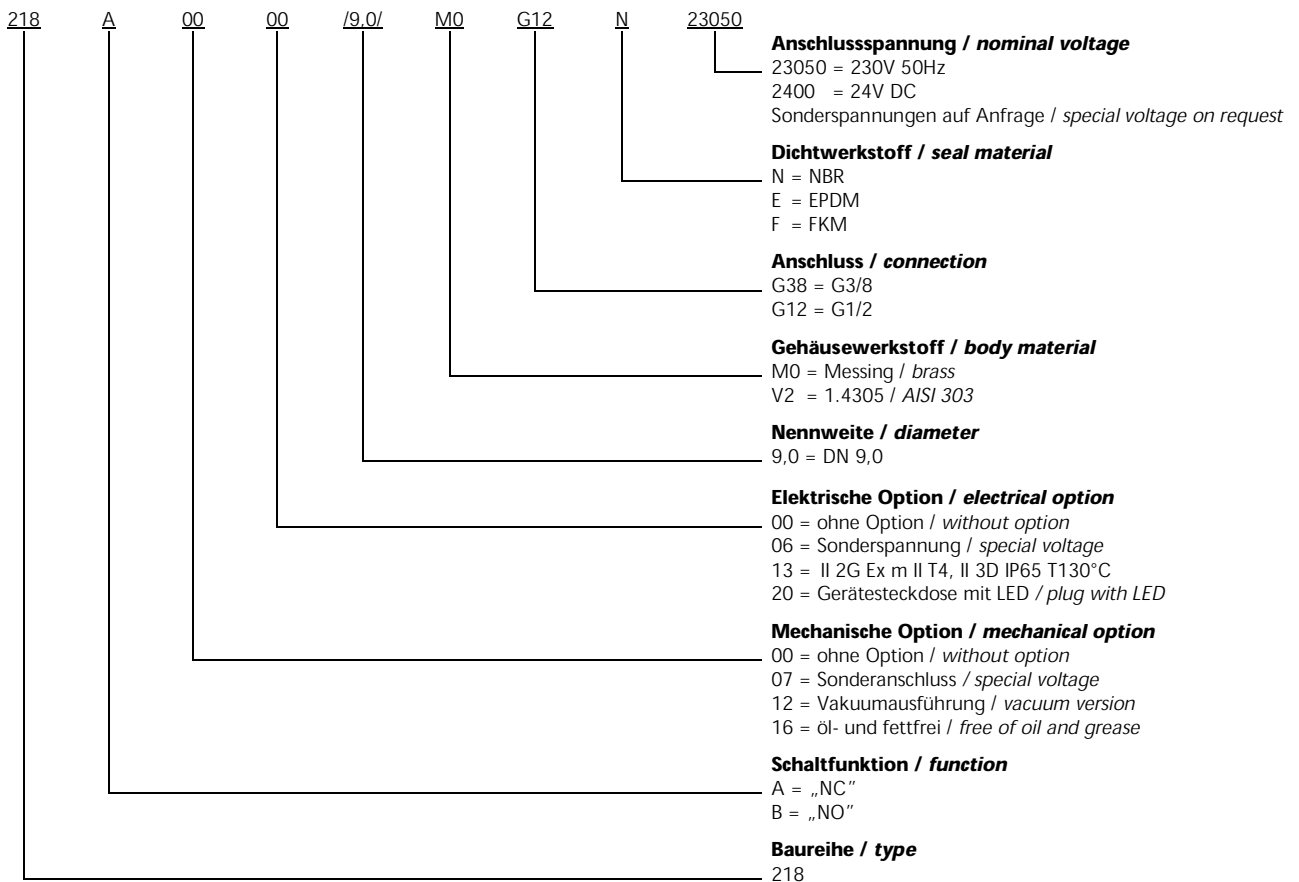 218 A 00 00 /9,0/ M0 G12 N 23050
Anschlussspannung / nominal voltage
23050 = 230V 50Hz
2400 = 24V DC
Sonderspannungen auf Anfrage / special voltage on request
Dichtwerkstoff / seal material
N = NBR
E = EPDM
F = FKM
Anschluss / connection
G38 = G3/8
G12 = G1/2
Gehäusewerkstoff / body material
M0 = Messing / brass
V2 = 1.4305 / AISI 303
Nennweite / diameter
9,0 = DN 9,0
Elektrische Option / electrical option
00 = ohne Option / without option
06 = Sonderspannung / special voltage
13 = II 2G Ex m II T4, II 3D IP65 T130°C
20 = Gerätesteckdose mit LED / plug with LED
Mechanische Option / mechanical option
00 = ohne Option / without option
07 = Sonderanschluss / special voltage
12 = Vakuumausführung / vacuum version
16 = öl- und fettfrei / free of oil and grease
Schaltfunktion / function
A = „NC"
B = „NO"
Baureihe / type
218